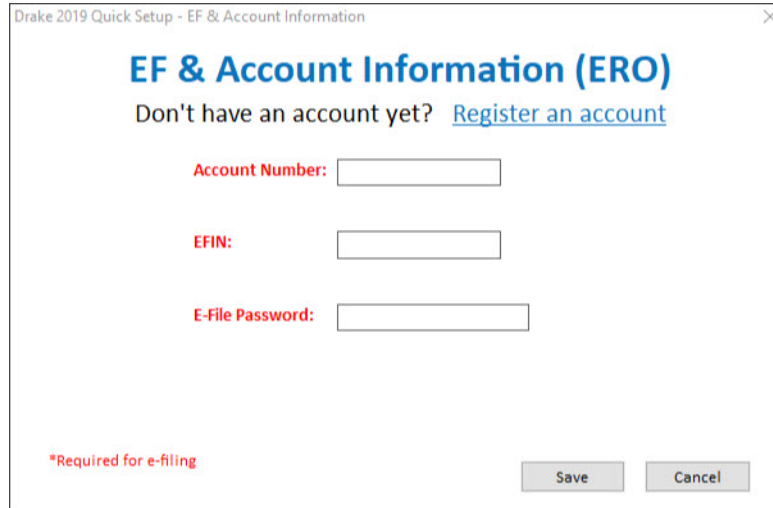 Drake 2019 Quick Setup - EF & Account Information
EF & Account Information (ERO)
Don't have an account yet? Register an account
Account Number:
EFIN:
E-File Password:
*Required for e-filing
Save Cancel